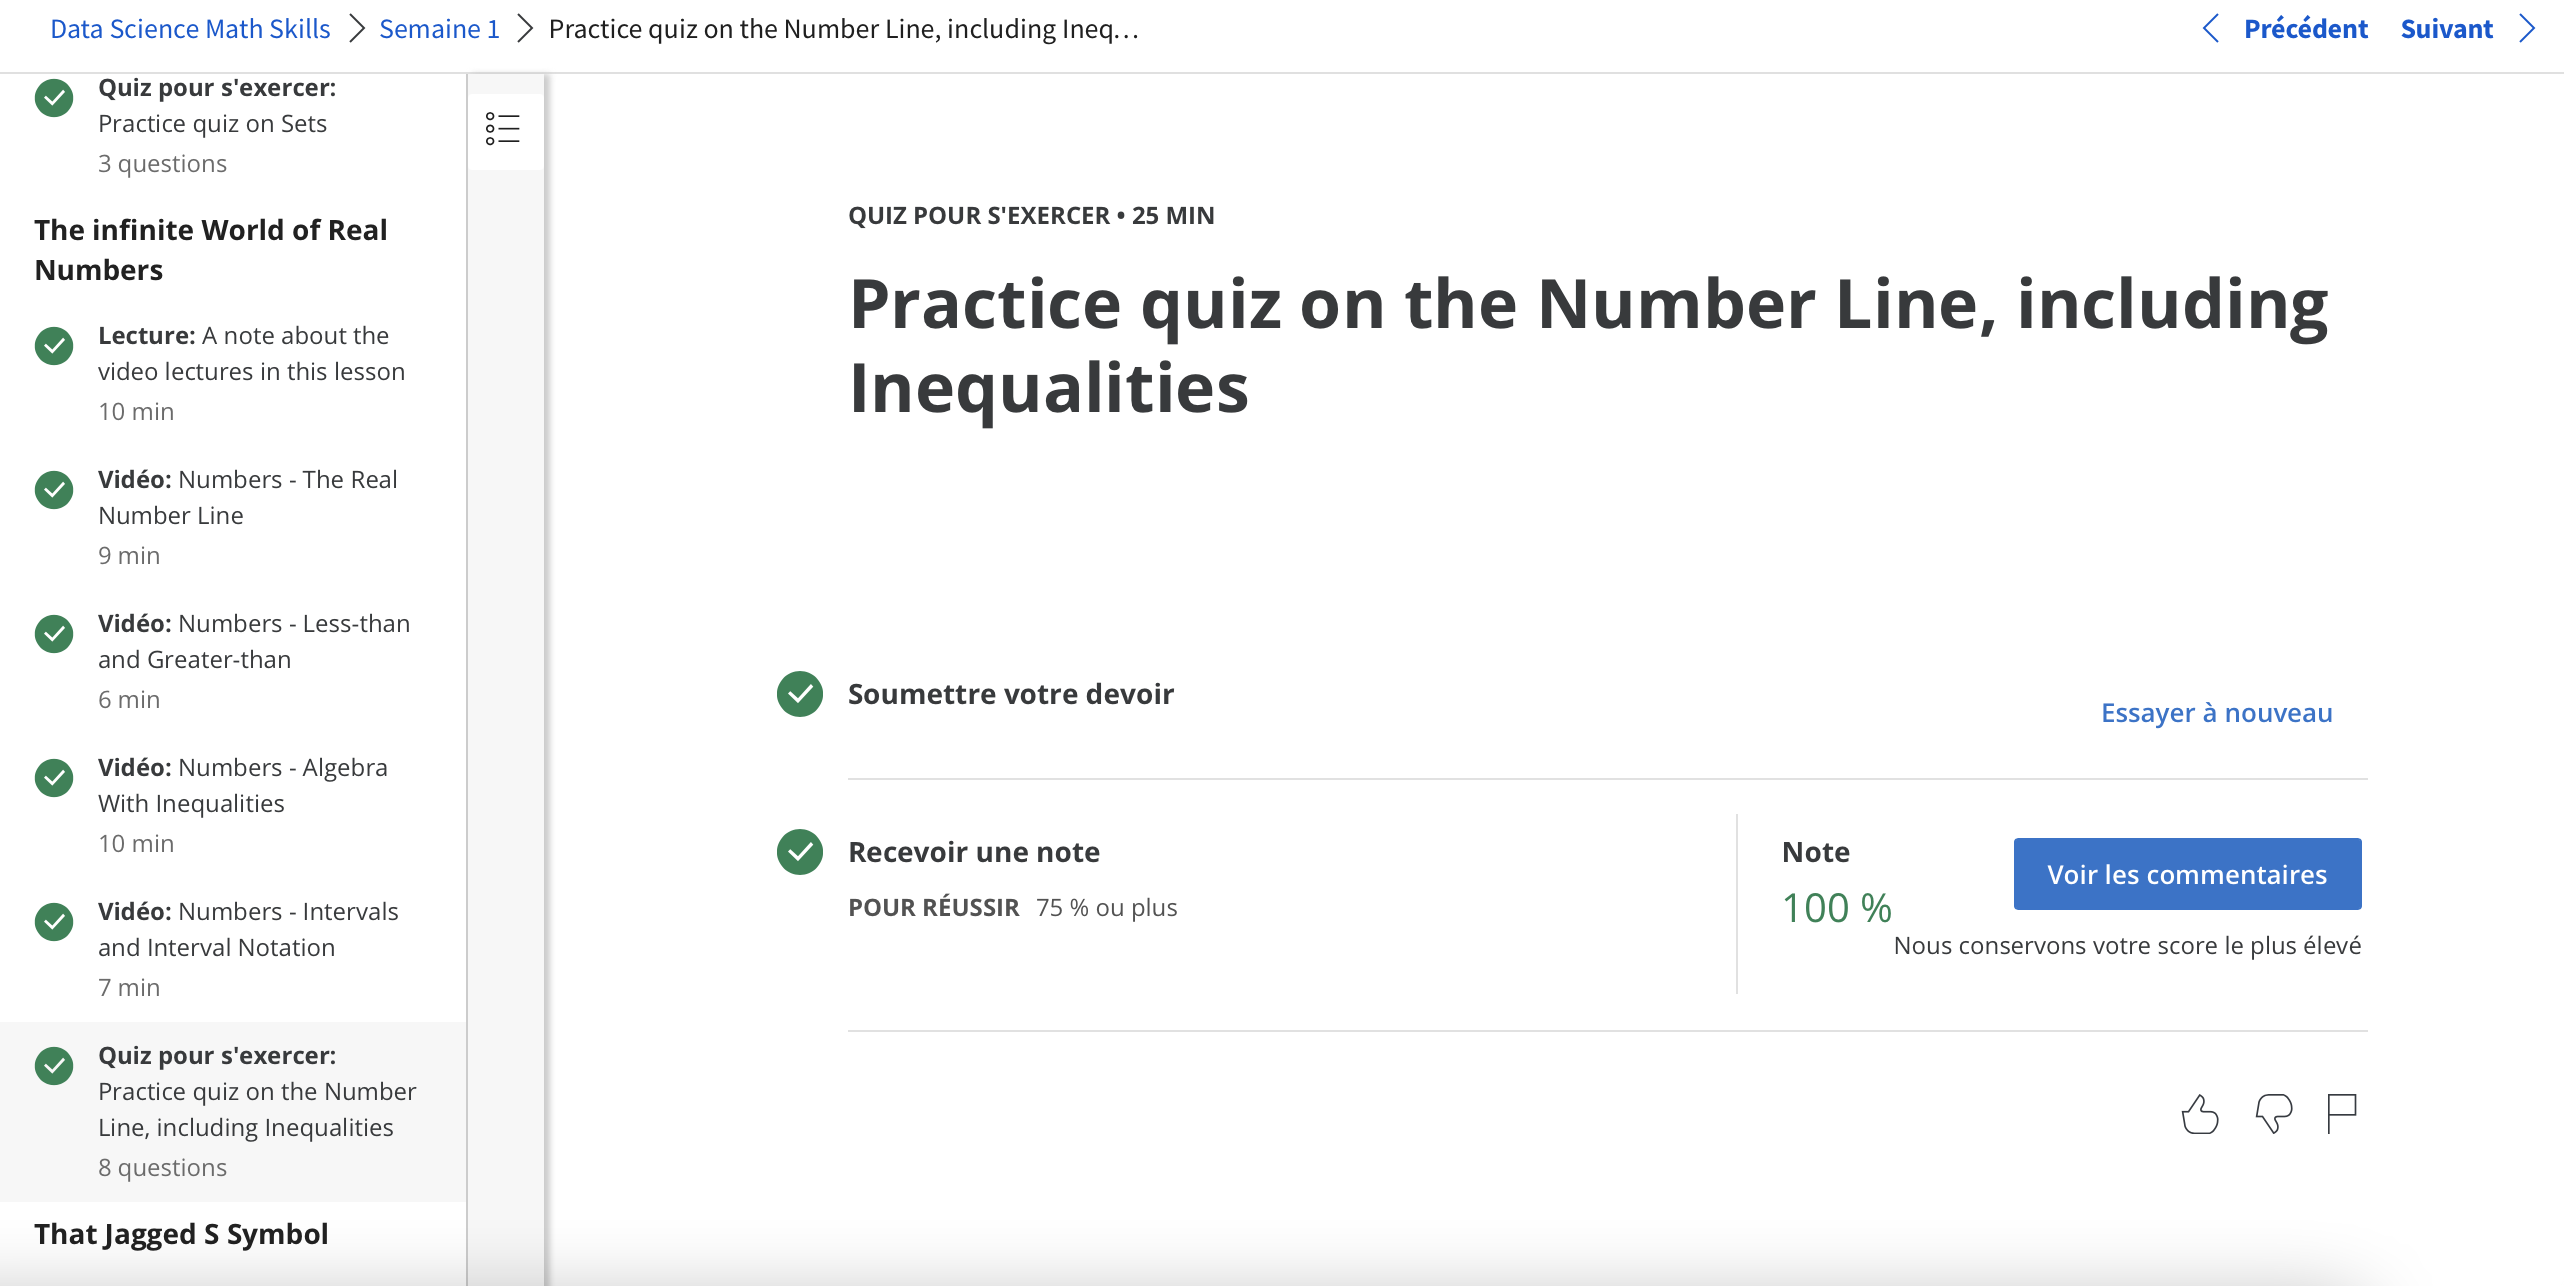 Data Science Math Skills > Semaine 1 > Practice quiz on the Number Line, including Ineq…
Précédent Suivant
Quiz pour s'exercer:
Practice quiz on Sets
3 questions
The infinite World of Real
Numbers
Lecture: A note about the
video lectures in this lesson
10 min
Vidéo: Numbers - The Real
Number Line
9 min
Vidéo: Numbers - Less-than
and Greater-than
6 min
Vidéo: Numbers - Algebra
With Inequalities
10 min
Vidéo: Numbers - Intervals
and Interval Notation
7 min
Quiz pour s'exercer:
Practice quiz on the Number
Line, including Inequalities
8 questions
That Jagged S Symbol
QUIZ POUR S'EXERCER • 25 MIN
Practice quiz on the Number Line, including
Inequalities
Soumettre votre devoir
Essayer à nouveau
Recevoir une note
POUR RÉUSSIR 75 % ou plus
Note
100 %
Voir les commentaires
Nous conservons votre score le plus élevé